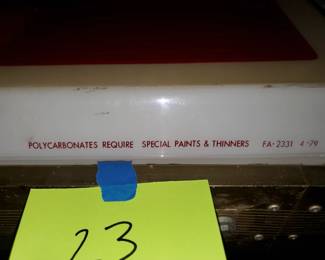 POLYCARBONATES REQUIRE SPECIAL PAINTS & THINNERS FA-2331 4-79
23